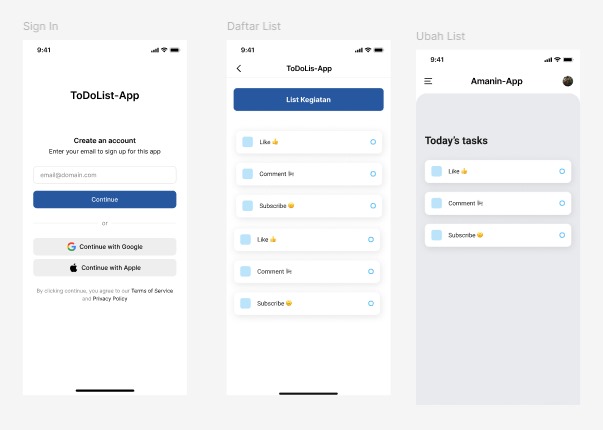 Sign In
9:41
ToDoList-App
Create an account
Enter your email to sign up for this app
email@domain.com
Continue
or
Continue with Google
Continue with Apple
By clicking continue, you agree to our Terms of Service
and Privacy Policy
Daftar List
9:41
ToDoLis-App
List Kegiatan
Like 👍
Comment
Subscribe
Like 👍
Comment
Subscribe
Ubah List
9:41
Amanin-App
Today's tasks
Like 👍
Comment
Subscribe